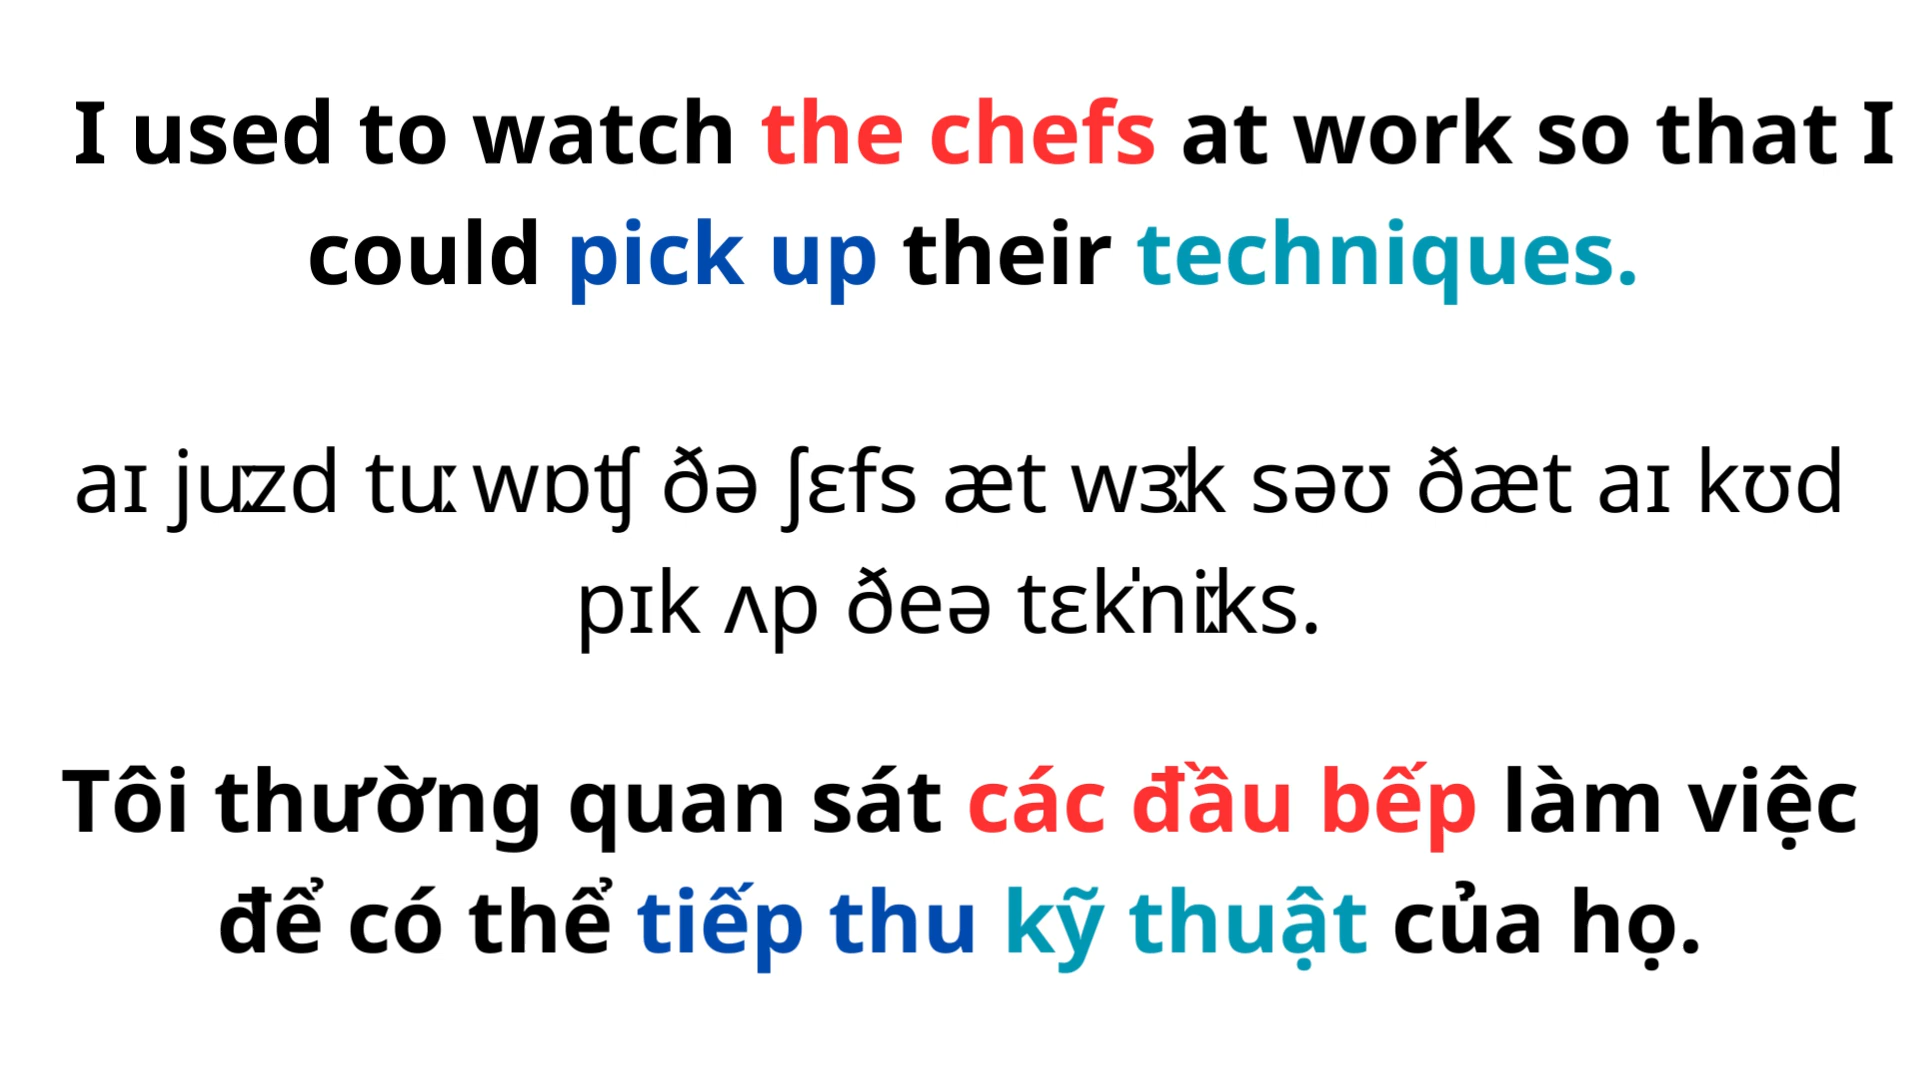 I used to watch the chefs at work so that I
could pick up their techniques.
aɪ juːzd tuː wɒʧ ðə ʃɛfs æt wɜːk səʊ ðæt aɪ kʊd
pɪk ʌp ðeə tɛkˈniːks.
Tôi thường quan sát các đầu bếp làm việc
để có thể tiếp thu kỹ thuật của họ.